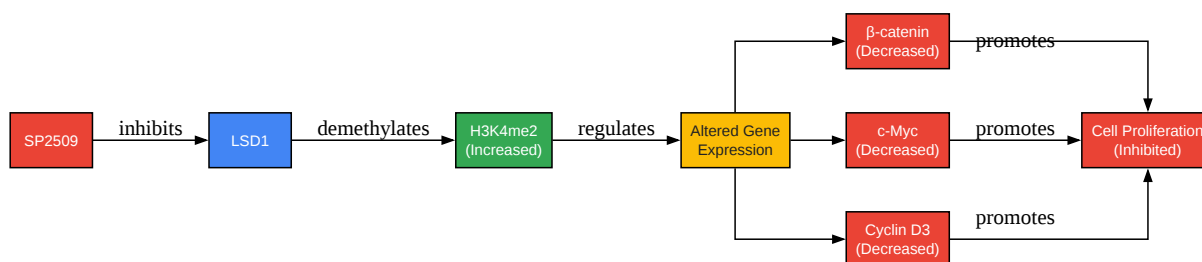 β-catenin
(Decreased)
promotes
SP2509
inhibits
LSD1
demethylates
H3K4me2
(Increased)
regulates
Altered Gene
Expression
c-Myc
(Decreased)
promotes
Cell Proliferation
(Inhibited)
Cyclin D3
(Decreased)
promotes